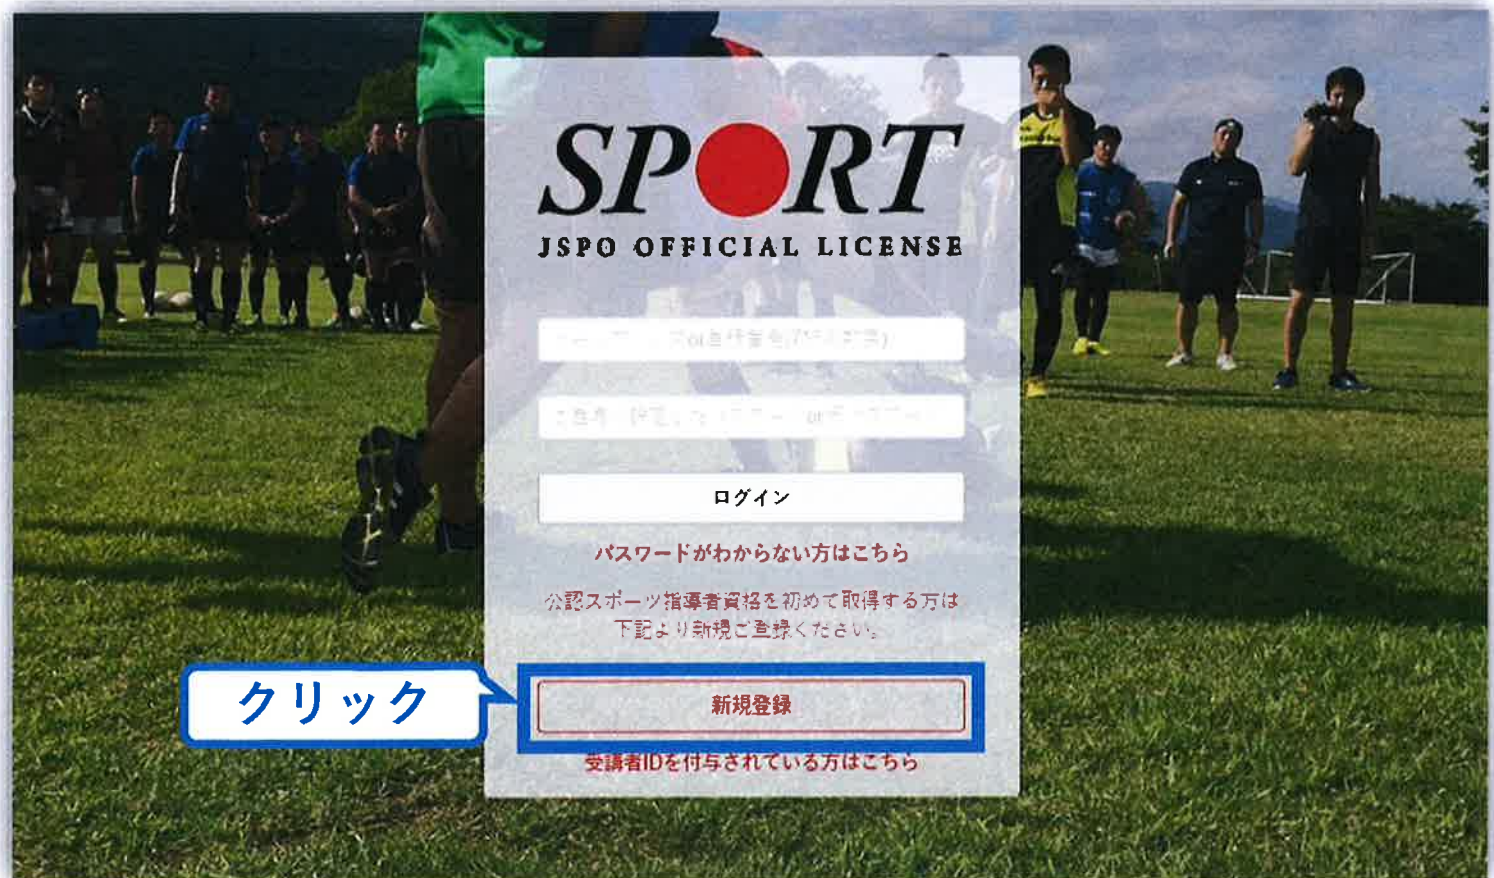 SPORT
JSPO OFFICIAL LICENSE
ログイン
パスワードがわからない方はこちら
公認スポーツ指導者資格を初めて取得する方は
下記より新規ご登録ください。
クリック
新規登録
受講者IDを付与されている方はこちら